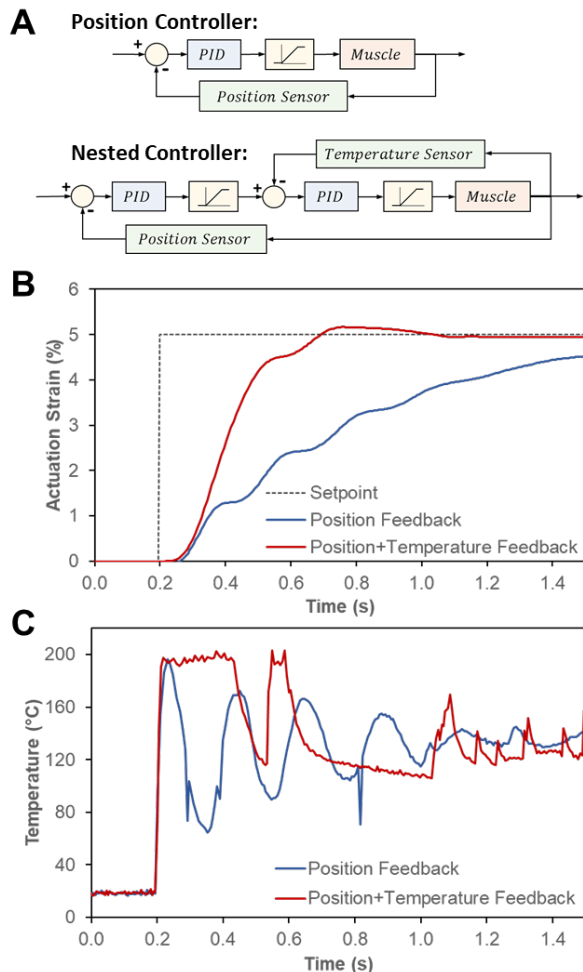 A
Position Controller:
+
-
PID
Muscle
Position Sensor
Nested Controller:
Temperature Sensor
+
-
PID
+
-
PID
Muscle
Position Sensor
B
Actuation Strain (%)
6
5
4
3
2
1
0
Setpoint
Position Feedback
Position+Temperature Feedback
0.0 0.2 0.4 0.6 0.8 1.0 1.2 1.4
Time (s)
C
Temperature (°C)
200
160
120
80
40
0
Position Feedback
Position+Temperature Feedback
0.0 0.2 0.4 0.6 0.8 1.0 1.2 1.4
Time (s)